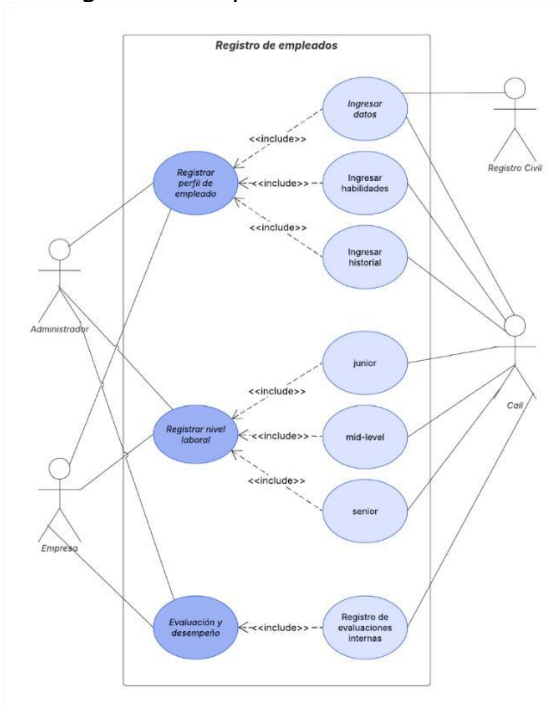 Registro de empleados
Ingresar
datos
<<include>>
Registro Civil
Registrar
perfil de
empleado
<<include>>
Ingresar
habilidades
<<include>>
Ingresar
historial
Administrador
junior
<<include>>
Cail
Registrar nivel
laboral
<<include>>
mid-level
<<include>>
senior
Empresa
Evaluación y
desempeño
<<include>>
Registro de
evaluaciones
internas